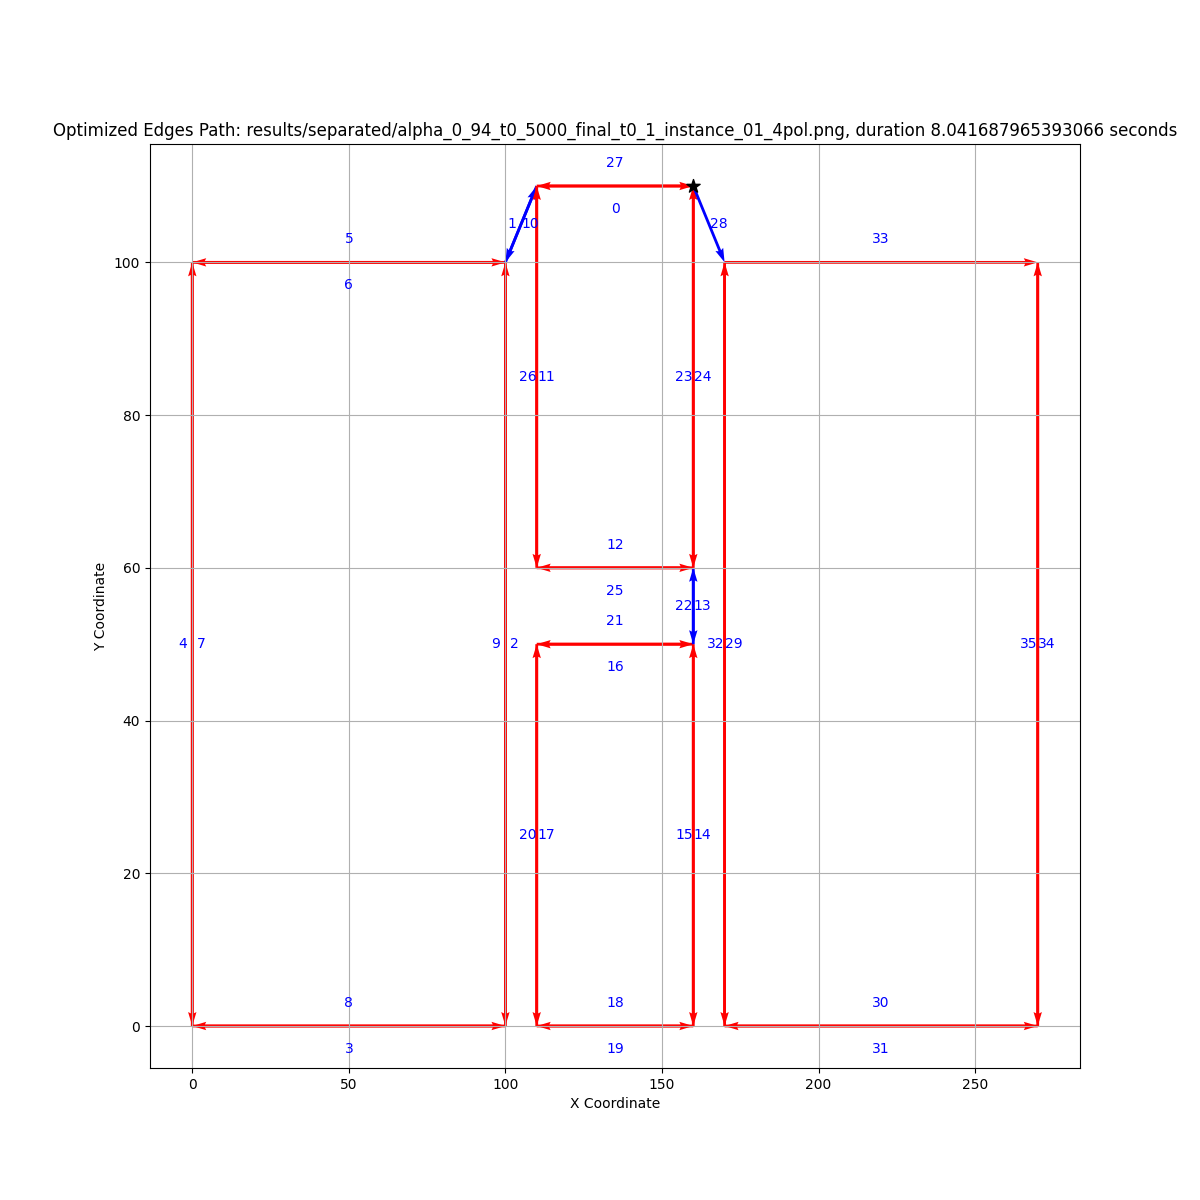 Optimized Edges Path: results/separated/alpha_0_94_t0_5000_final_t0_1_instance_01_4pol.png, duration 8.041687965393066 seconds
27
0
1 10 28
5 33
100
6
26 11 23 24
80
12
60
25
22 13
21
4 7 9 2 32 29 35 34
16
40
20 17 15 14
20
8 18 30
0
3 19 31
0 50 100 150 200 250
X Coordinate
Y Coordinate